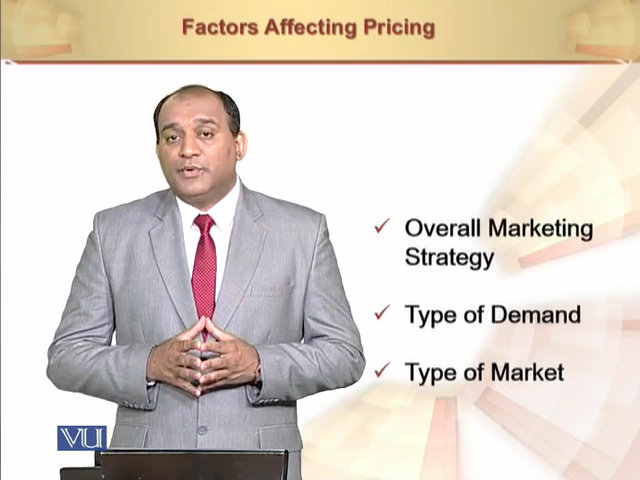 Factors Affecting Pricing
Overall Marketing
Strategy
Type of Demand
Type of Market
VU